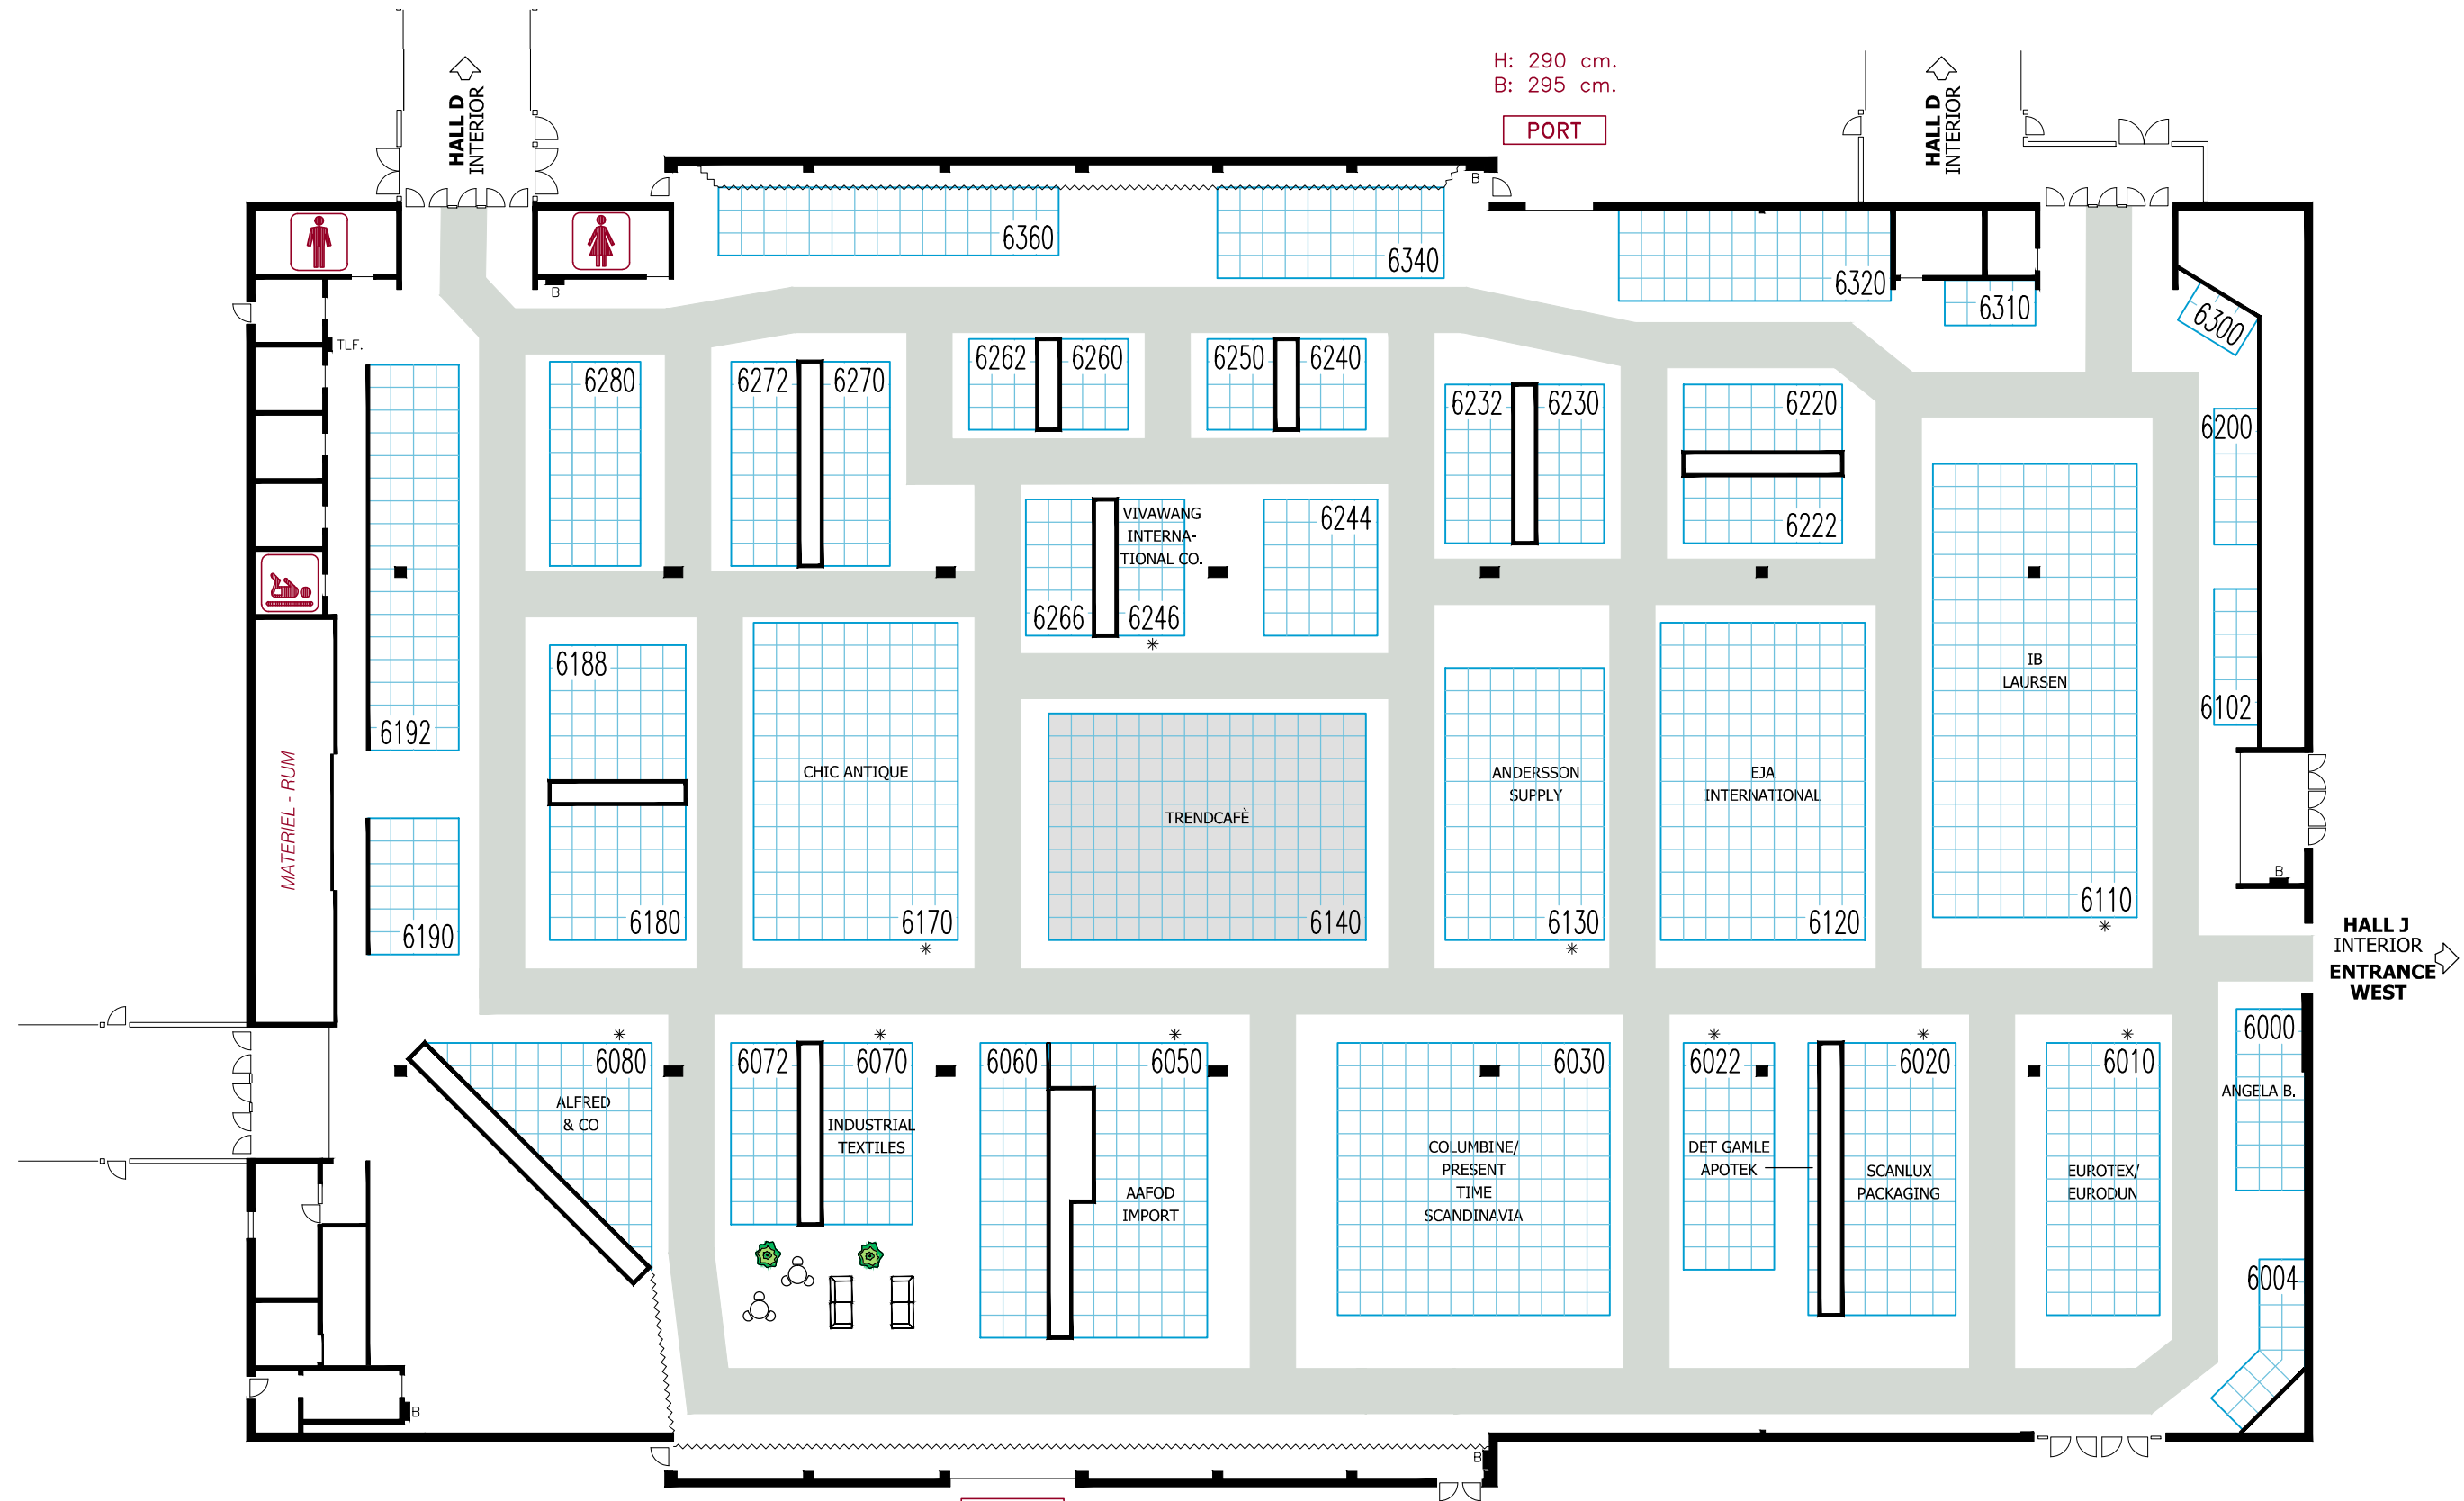 H: 290 cm.
B: 295 cm.
PORT
HALL D
INTERIOR
HALL D
INTERIOR
B
B
TLF.
6360
6340
6320
6310
6300
6280
6272
6270
6262
6260
6250
6240
6232
6230
6220
6222
6200
6102
VIVAWANG
INTERNA-
TIONAL CO.
6266
6246
*
6244
6192
6190
MATERIEL - RUM
6188
6180
CHIC ANTIQUE
6170
*
TRENDCAFÈ
6140
ANDERSSON
SUPPLY
6130
*
EJA
INTERNATIONAL
6120
IB
LAURSEN
6110
*
B
HALL J
INTERIOR
ENTRANCE
WEST
*
6080
ALFRED
& CO
6072
*
6070
INDUSTRIAL
TEXTILES
6060
*
6050
AAFOD
IMPORT
6030
COLUMBINE/
PRESENT
TIME
SCANDINAVIA
*
6022
DET GAMLE
APOTEK
*
6020
SCANLUX
PACKAGING
*
6010
EUROTEX/
EURODUN
6000
ANGELA B.
6004
B
B